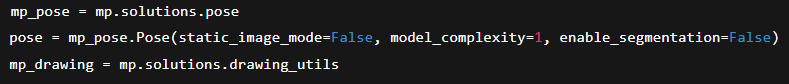 mp_pose = mp.solutions.pose
pose = mp_pose.Pose(static_image_mode=False, model_complexity=1, enable_segmentation=False)
mp_drawing = mp.solutions.drawing_utils